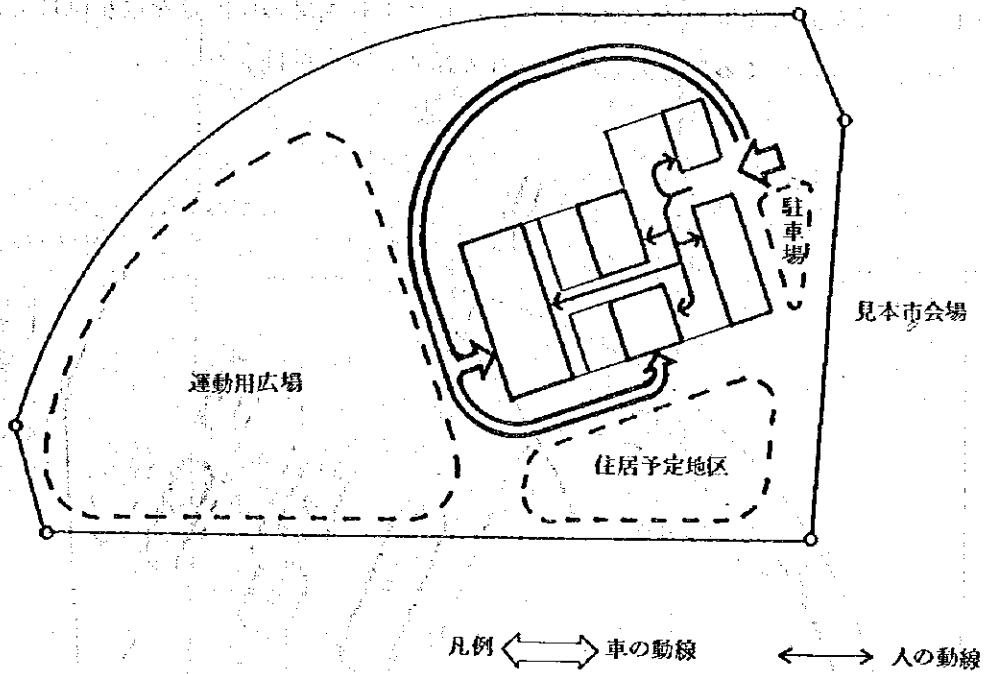 駐車場
見本市会場
運動用広場
住居予定地区
凡例 車の動線 人の動線